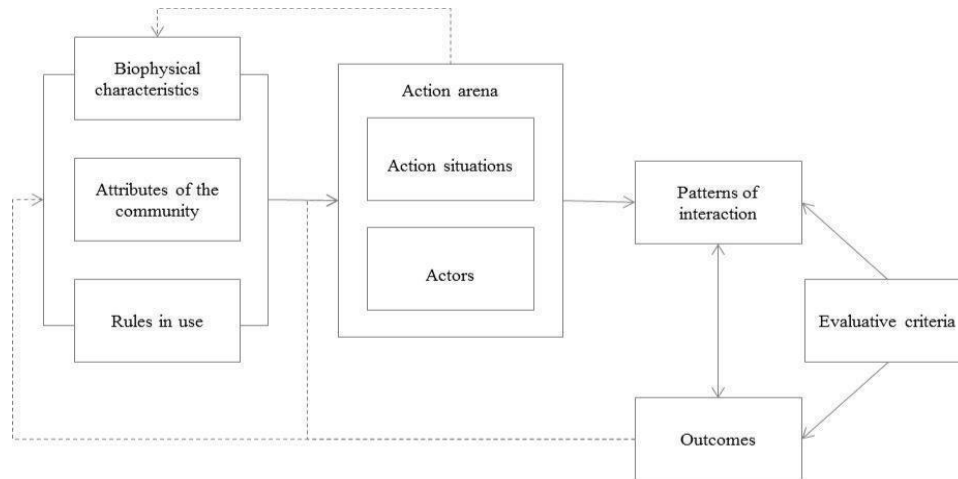 Biophysical
characteristics
Attributes of the
community
Rules in use
Action arena
Action situations
Actors
Patterns of
interaction
Evaluative criteria
Outcomes